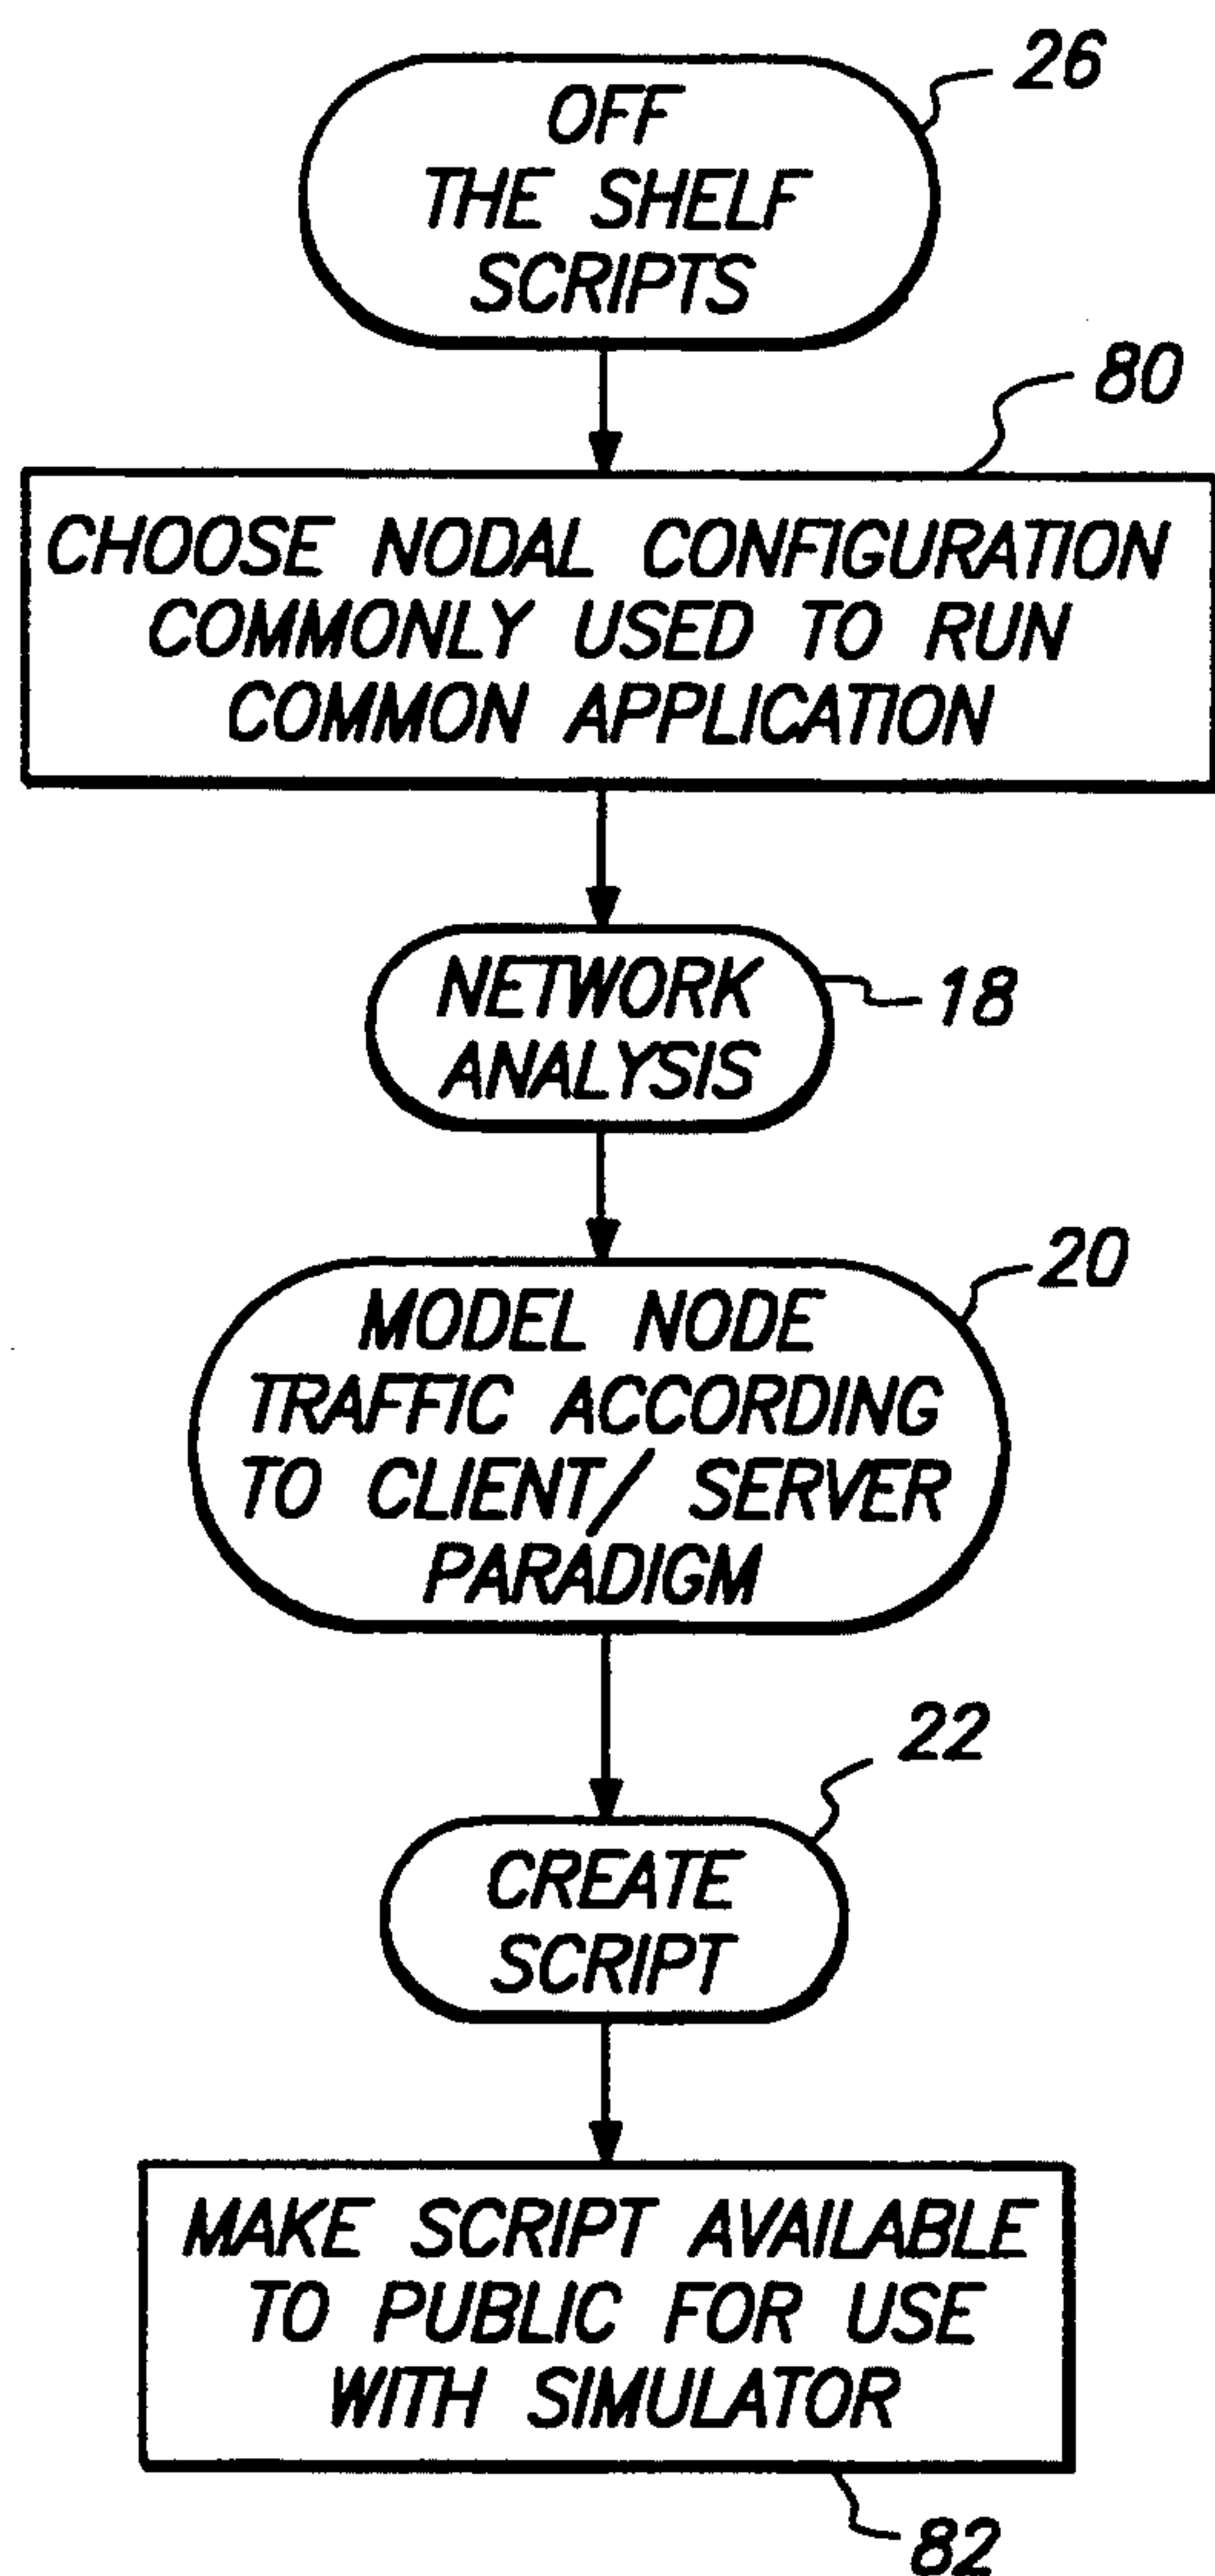 26
OFF
THE SHELF
SCRIPTS
80
CHOOSE NODAL CONFIGURATION
COMMONLY USED TO RUN
COMMON APPLICATION
NETWORK
ANALYSIS
18
20
MODEL NODE
TRAFFIC ACCORDING
TO CLIENT/ SERVER
PARADIGM
22
CREATE
SCRIPT
MAKE SCRIPT AVAILABLE
TO PUBLIC FOR USE
WITH SIMULATOR
82